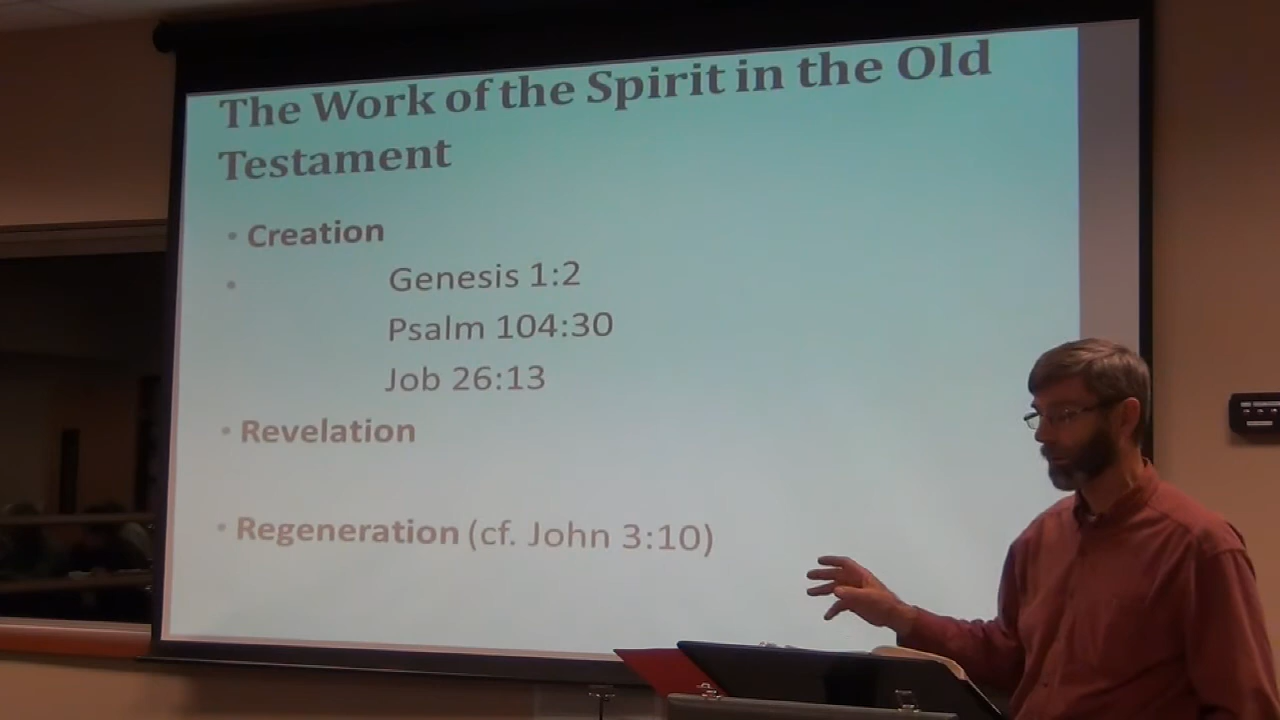 The Work of the Spirit in the Old
Testament
• Creation
• Genesis 1:2
Psalm 104:30
Job 26:13
• Revelation
• Regeneration (cf. John 3:10)